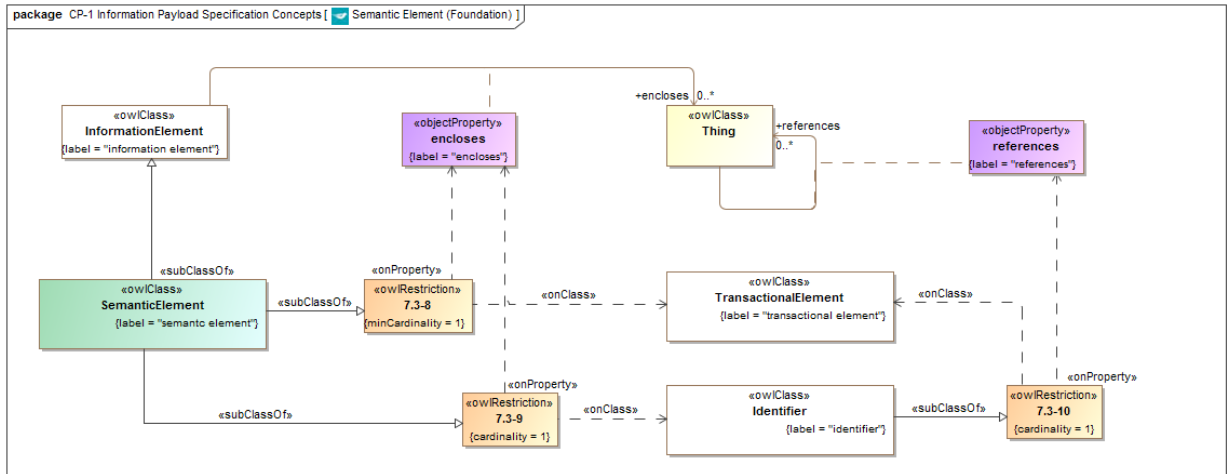 package CP-1 Information Payload Specification Concepts [ Semantic Element (Foundation) ]
«owlClass»
InformationElement
{label = "information element"}
«objectProperty»
encloses
{label = "encloses"}
+encloses 0..*
«owlClass»
Thing
+references
0..*
«objectProperty»
references
{label = "references"}
«subClassOf»
«owlClass»
SemanticElement
{label = "semantc element"}
«subClassOf»
«onProperty»
«owlRestriction»
7.3-8
{minCardinality = 1}
«onClass»
«owlClass»
TransactionalElement
{label = "transactional element"}
«onClass»
«subClassOf»
«onProperty»
«owlRestriction»
7.3-9
{cardinality = 1}
«onClass»
«owlClass»
Identifier
{label = "identifier"}
«subClassOf»
«onProperty»
«owlRestriction»
7.3-10
{cardinality = 1}